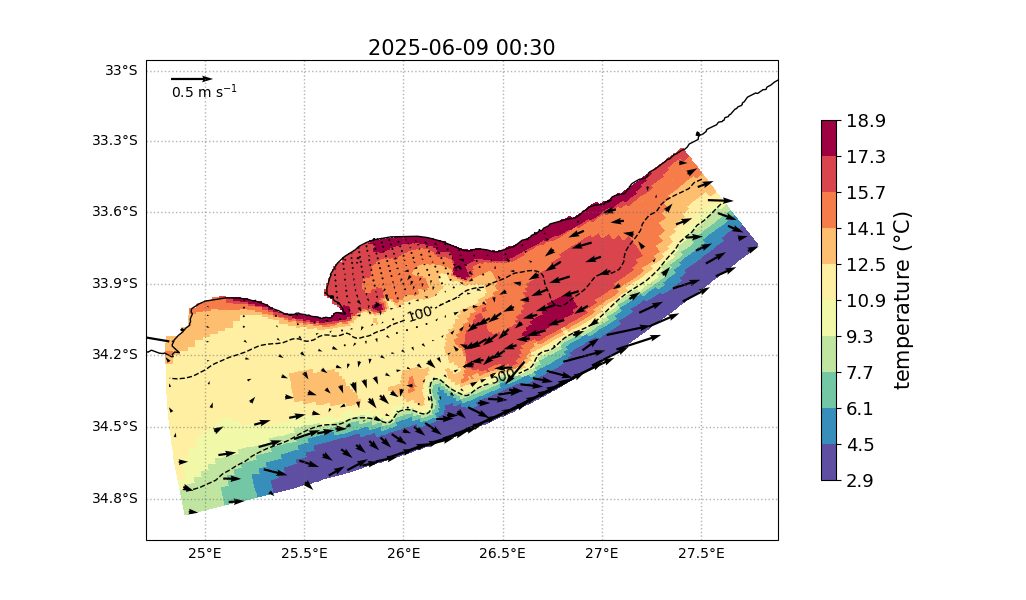 2025-06-09 00:30
0.5 m s⁻¹
33°S
33.3°S
33.6°S
33.9°S
34.2°S
34.5°S
34.8°S
100
500
25°E
25.5°E
26°E
26.5°E
27°E
27.5°E
18.9
17.3
15.7
14.1
12.5
10.9
9.3
7.7
6.1
4.5
2.9
temperature (°C)